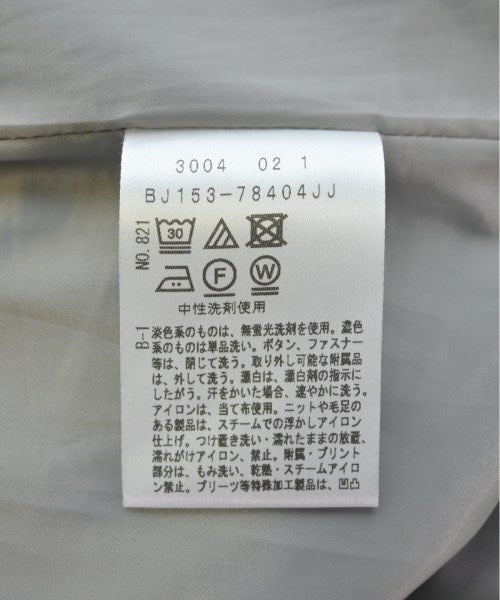 3004 02 1
BJ153-78404JJ
NO.821
30
F W
中性洗剤使用
B-1
淡色系のものは、無蛍光洗剤を使用。濃色
系のものは単品洗い。ボタン、ファスナー
等は、閉じて洗う。取り外し可能な附属品
は、外して洗う。漂白は、漂白剤の指示に
したがう。汗をかいた場合、速やかに洗う。
アイロンは、当て布使用。ニットや毛足の
ある製品は、スチームでの浮かしアイロン
仕上げ。つけ置き洗い・濡れたままの放置、
濡れがけアイロン、禁止。附属・プリント
部分は、もみ洗い、乾燥・スチームアイロ
ン禁止。プリーツ等特殊加工製品は、凹凸